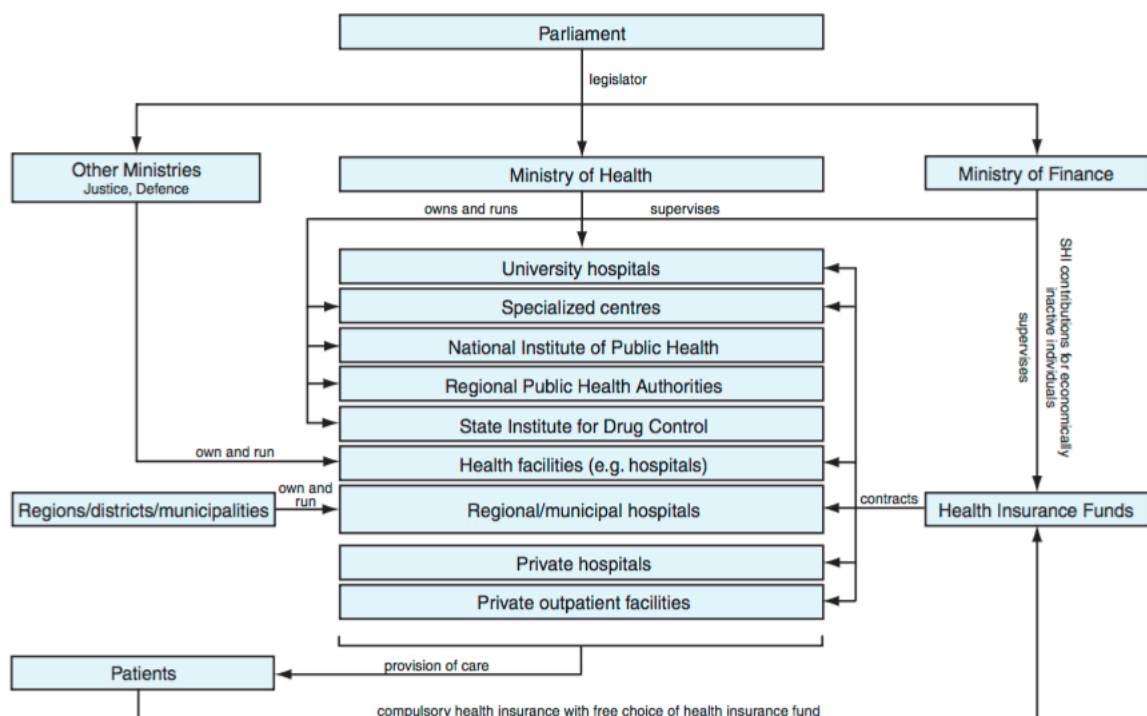 Parliament
legislator
Other Ministries
Justice, Defence
Ministry of Health
Ministry of Finance
owns and runs
supervises
University hospitals
Specialized centres
National Institute of Public Health
Regional Public Health Authorities
State Institute for Drug Control
supervises
SHI contributions for economically
inactive individuals
own and run
Health facilities (e.g. hospitals)
Regions/districts/municipalities
own and
run
Regional/municipal hospitals
contracts
Health Insurance Funds
Private hospitals
Private outpatient facilities
Patients
provision of care
compulsory health insurance with free choice of health insurance fund